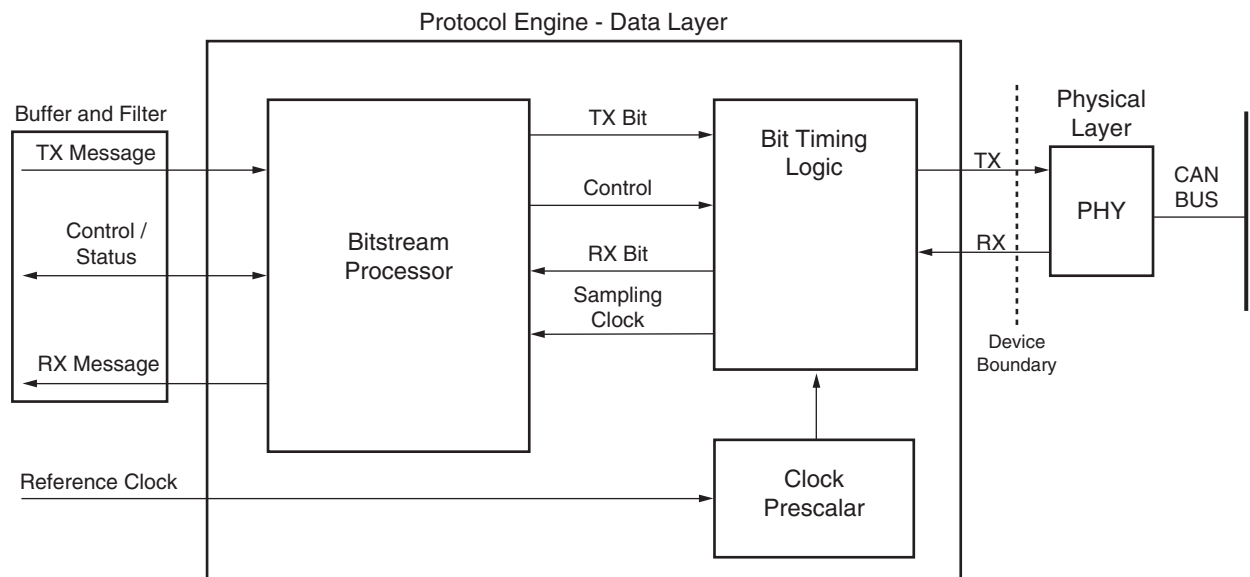 Protocol Engine - Data Layer
Buffer and Filter
TX Message
Control /
Status
RX Message
Reference Clock
Bitstream
Processor
TX Bit
Control
RX Bit
Sampling
Clock
Bit Timing
Logic
Clock
Prescalar
TX
RX
Device
Boundary
Physical
Layer
PHY
CAN
BUS